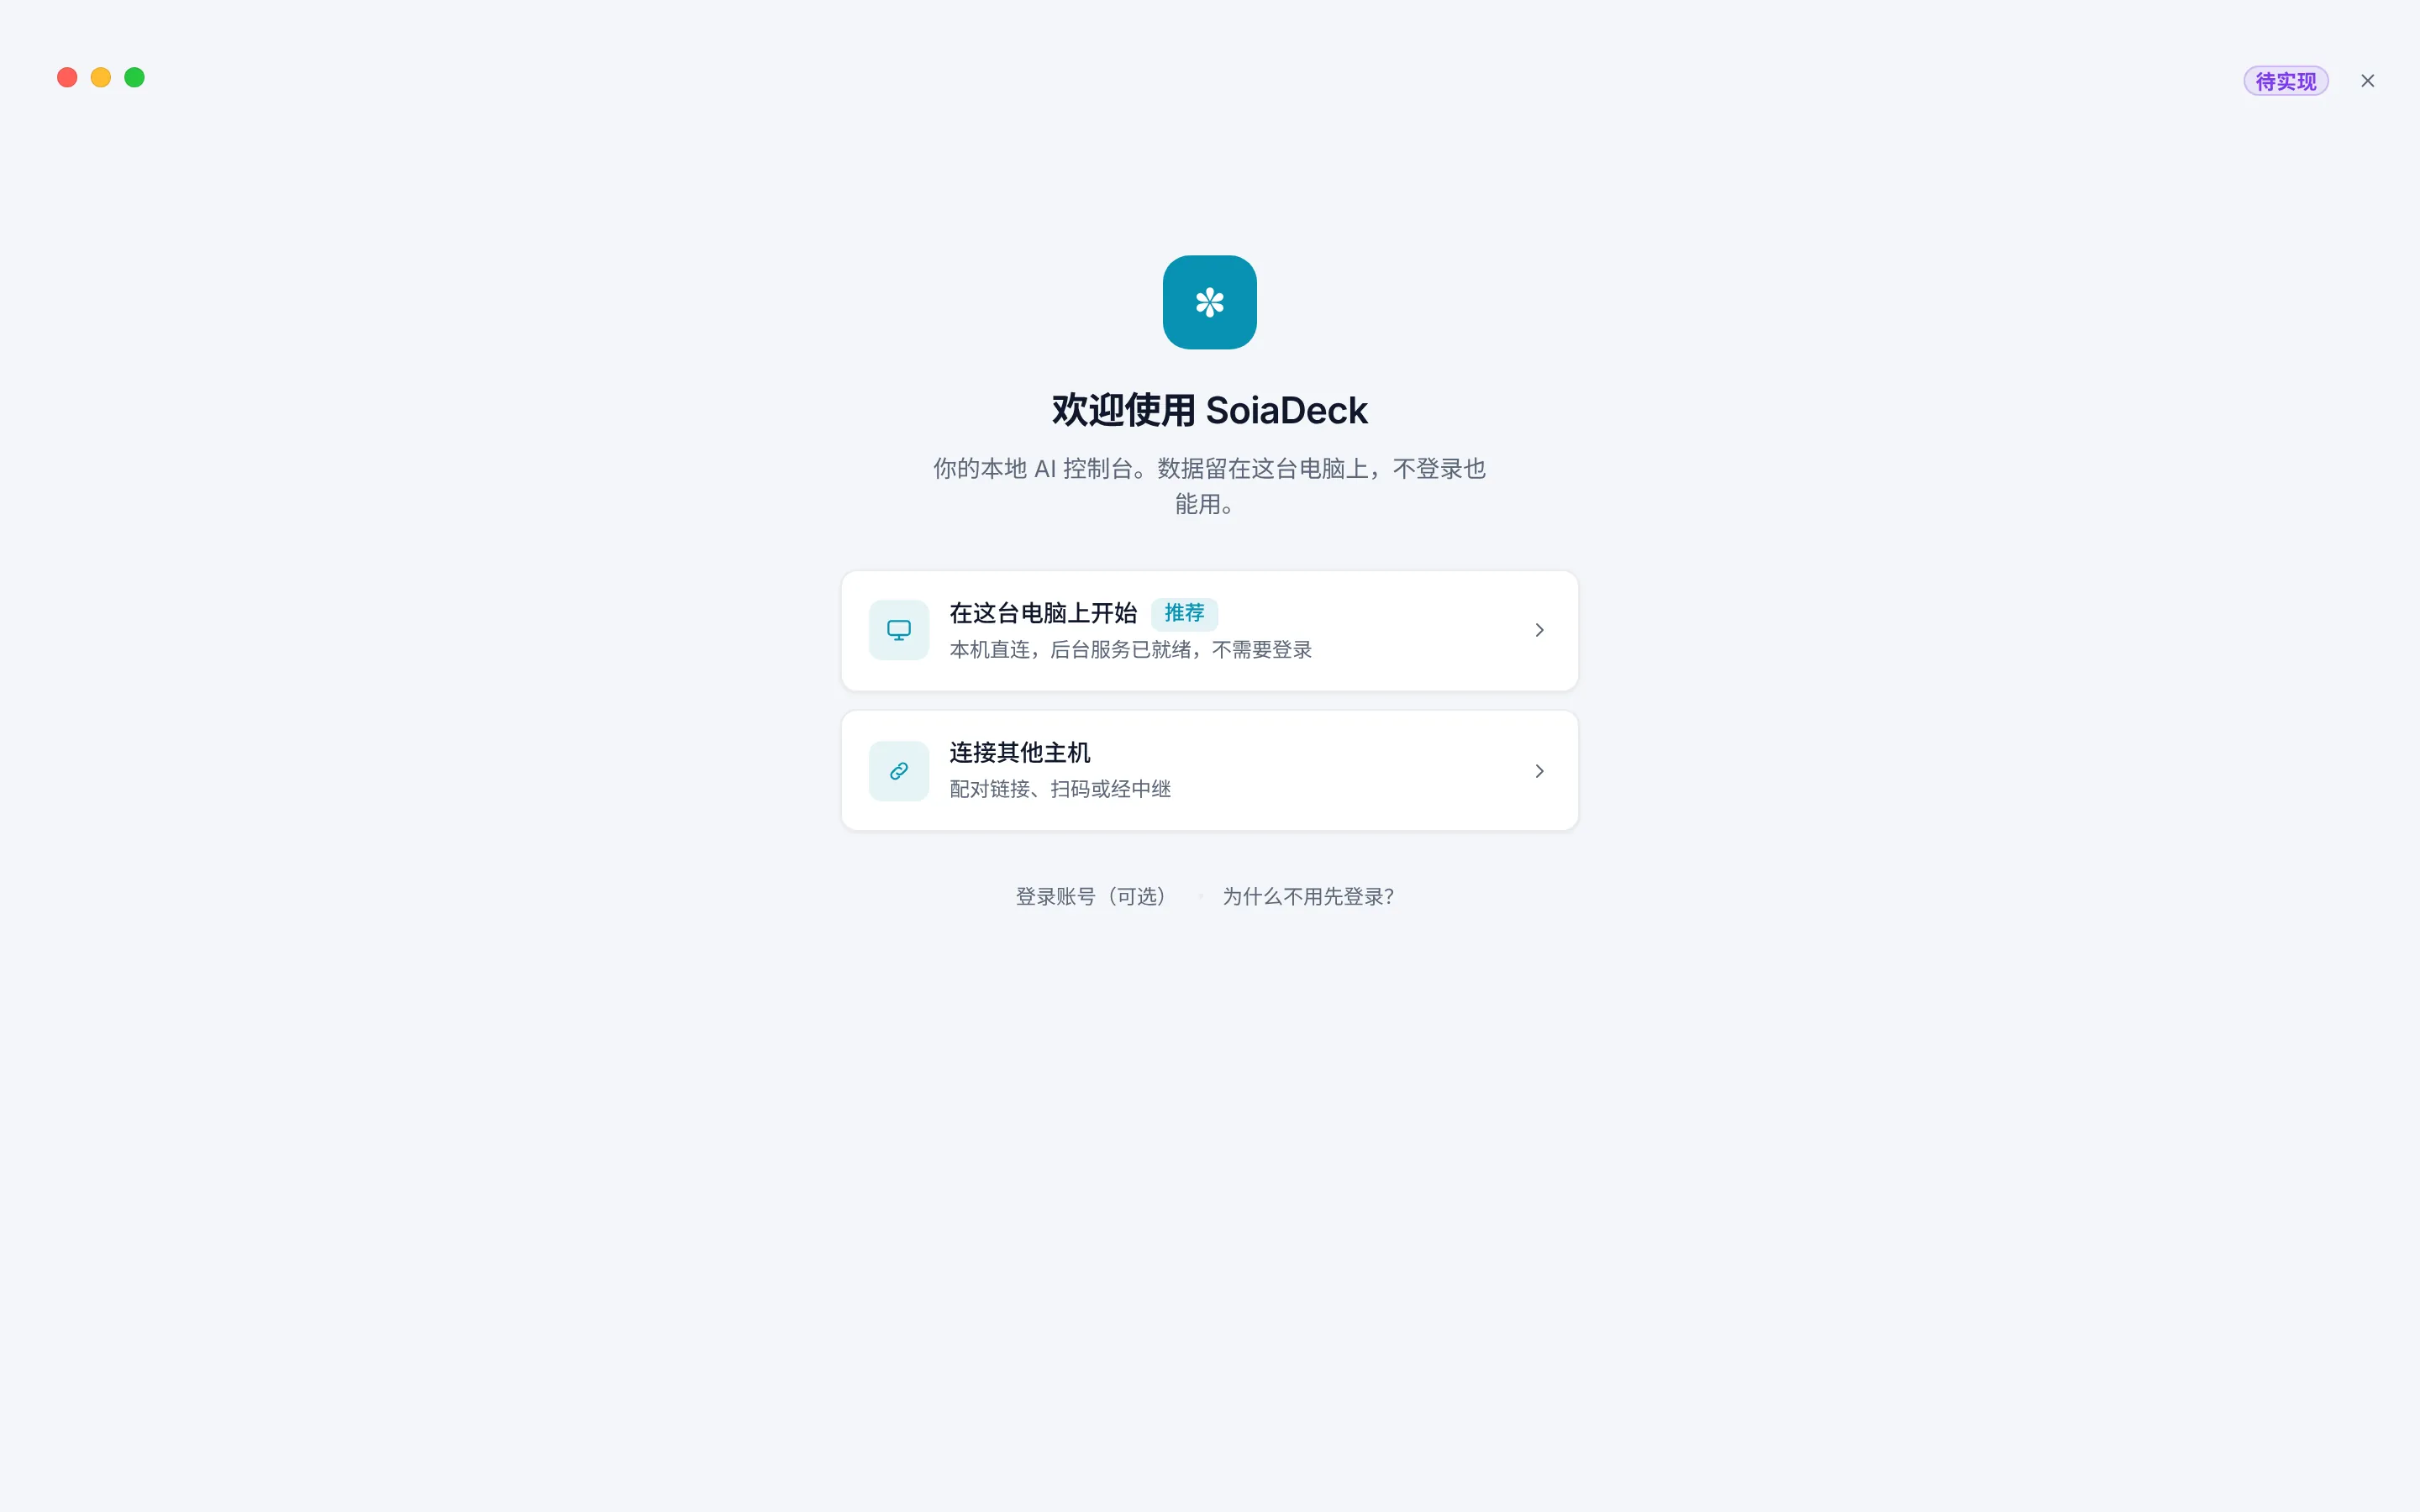 待实现
欢迎使用 SoiaDeck
你的本地 AI 控制台。数据留在这台电脑上，不登录也
能用。
在这台电脑上开始 推荐
本机直连，后台服务已就绪，不需要登录
连接其他主机
配对链接、扫码或经中继
登录账号（可选） · 为什么不用先登录？